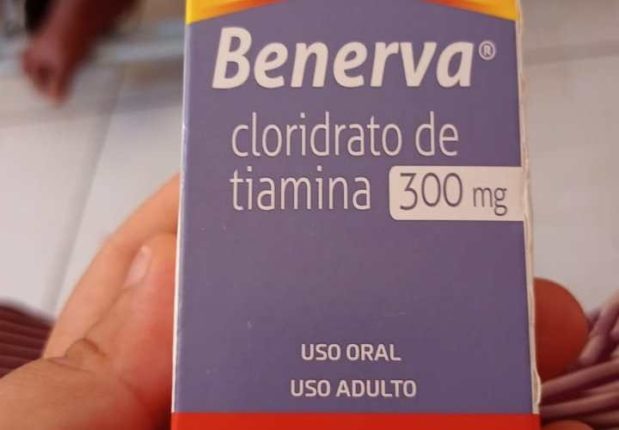 Benerva®
cloridrato de
tiamina 300 mg
USO ORAL
USO ADULTO